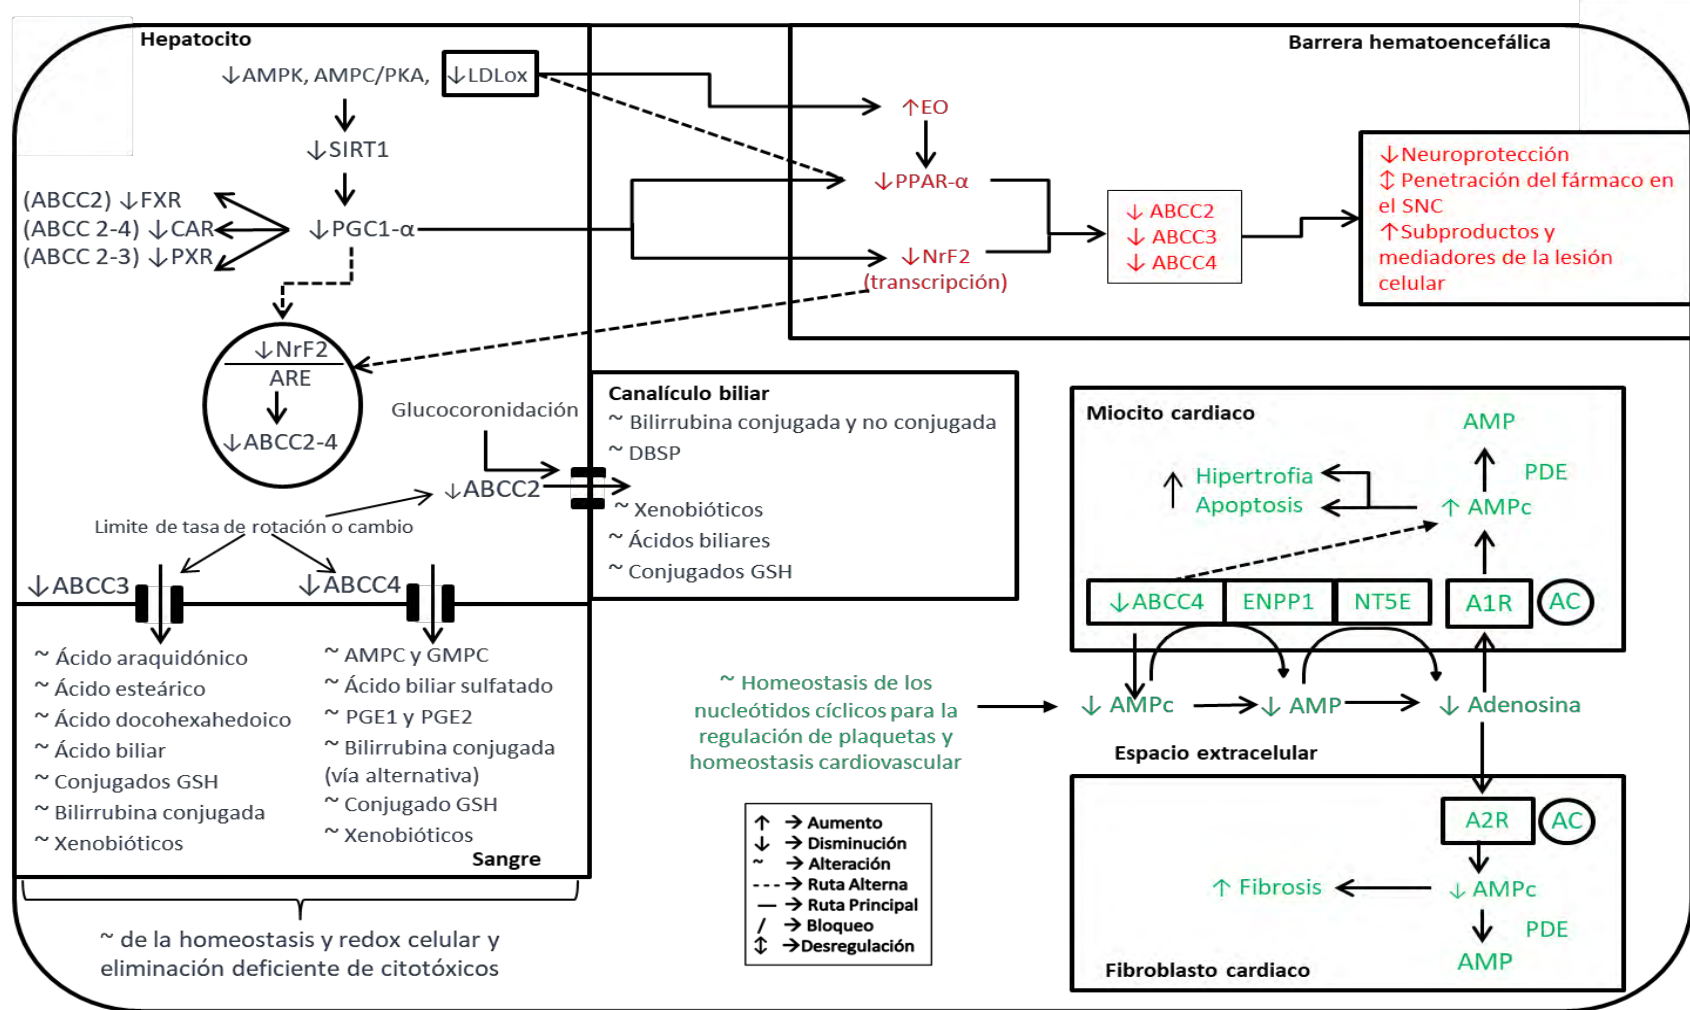 Hepatocito
↓AMPK, AMPC/PKA, ↓LDLox
↓SIRT1
(ABCC2) ↓FXR
(ABCC 2-4) ↓CAR
(ABCC 2-3) ↓PXR
↓PGC1-α
↓NrF2
ARE
↓ABCC2-4
Glucocoronidación
↓ABCC2
Limite de tasa de rotación o cambio
↓ABCC3
↓ABCC4
~ Ácido araquidónico
~ Ácido esteárico
~ Ácido docohexahedoico
~ Ácido biliar
~ Conjugados GSH
~ Bilirrubina conjugada
~ Xenobióticos
~ AMPC y GMPC
~ Ácido biliar sulfatado
~ PGE1 y PGE2
~ Bilirrubina conjugada
(vía alternativa)
~ Conjugado GSH
~ Xenobióticos
Sangre
~ de la homeostasis y redox celular y
eliminación deficiente de citotóxicos
Barrera hematoencefálica
↑EO
↓PPAR-α
↓NrF2
(transcripción)
↓ ABCC2
↓ ABCC3
↓ ABCC4
↓Neuroprotección
↕ Penetración del fármaco en
el SNC
↑Subproductos y
mediadores de la lesión
celular
Canalículo biliar
~ Bilirrubina conjugada y no conjugada
~ DBSP
~ Xenobióticos
~ Ácidos biliares
~ Conjugados GSH
Miocito cardiaco
AMP
PDE
↑ Hipertrofia
Apoptosis
↑ AMPc
↓ABCC4
ENPP1
NT5E
A1R
AC
~ Homeostasis de los
nucleótidos cíclicos para la
regulación de plaquetas y
homeostasis cardiovascular
↓ AMPc
↓ AMP
↓ Adenosina
Espacio extracelular
A2R
AC
↑ Fibrosis
↓ AMPc
PDE
AMP
Fibroblasto cardiaco
↑ → Aumento
↓ → Disminución
~ → Alteración
---- → Ruta Alterna
— → Ruta Principal
/ → Bloqueo
↕ →Desregulación